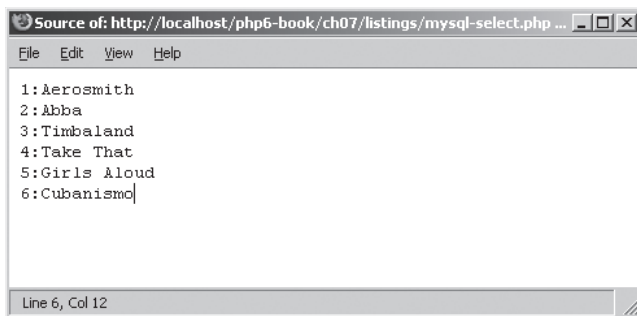 Source of: http://localhost/php6-book/ch07/listings/mysql-select.php ...
File Edit View Help
1:Aerosmith
2:Abba
3:Timbaland
4:Take That
5:Girls Aloud
6:Cubanismo
Line 6, Col 12